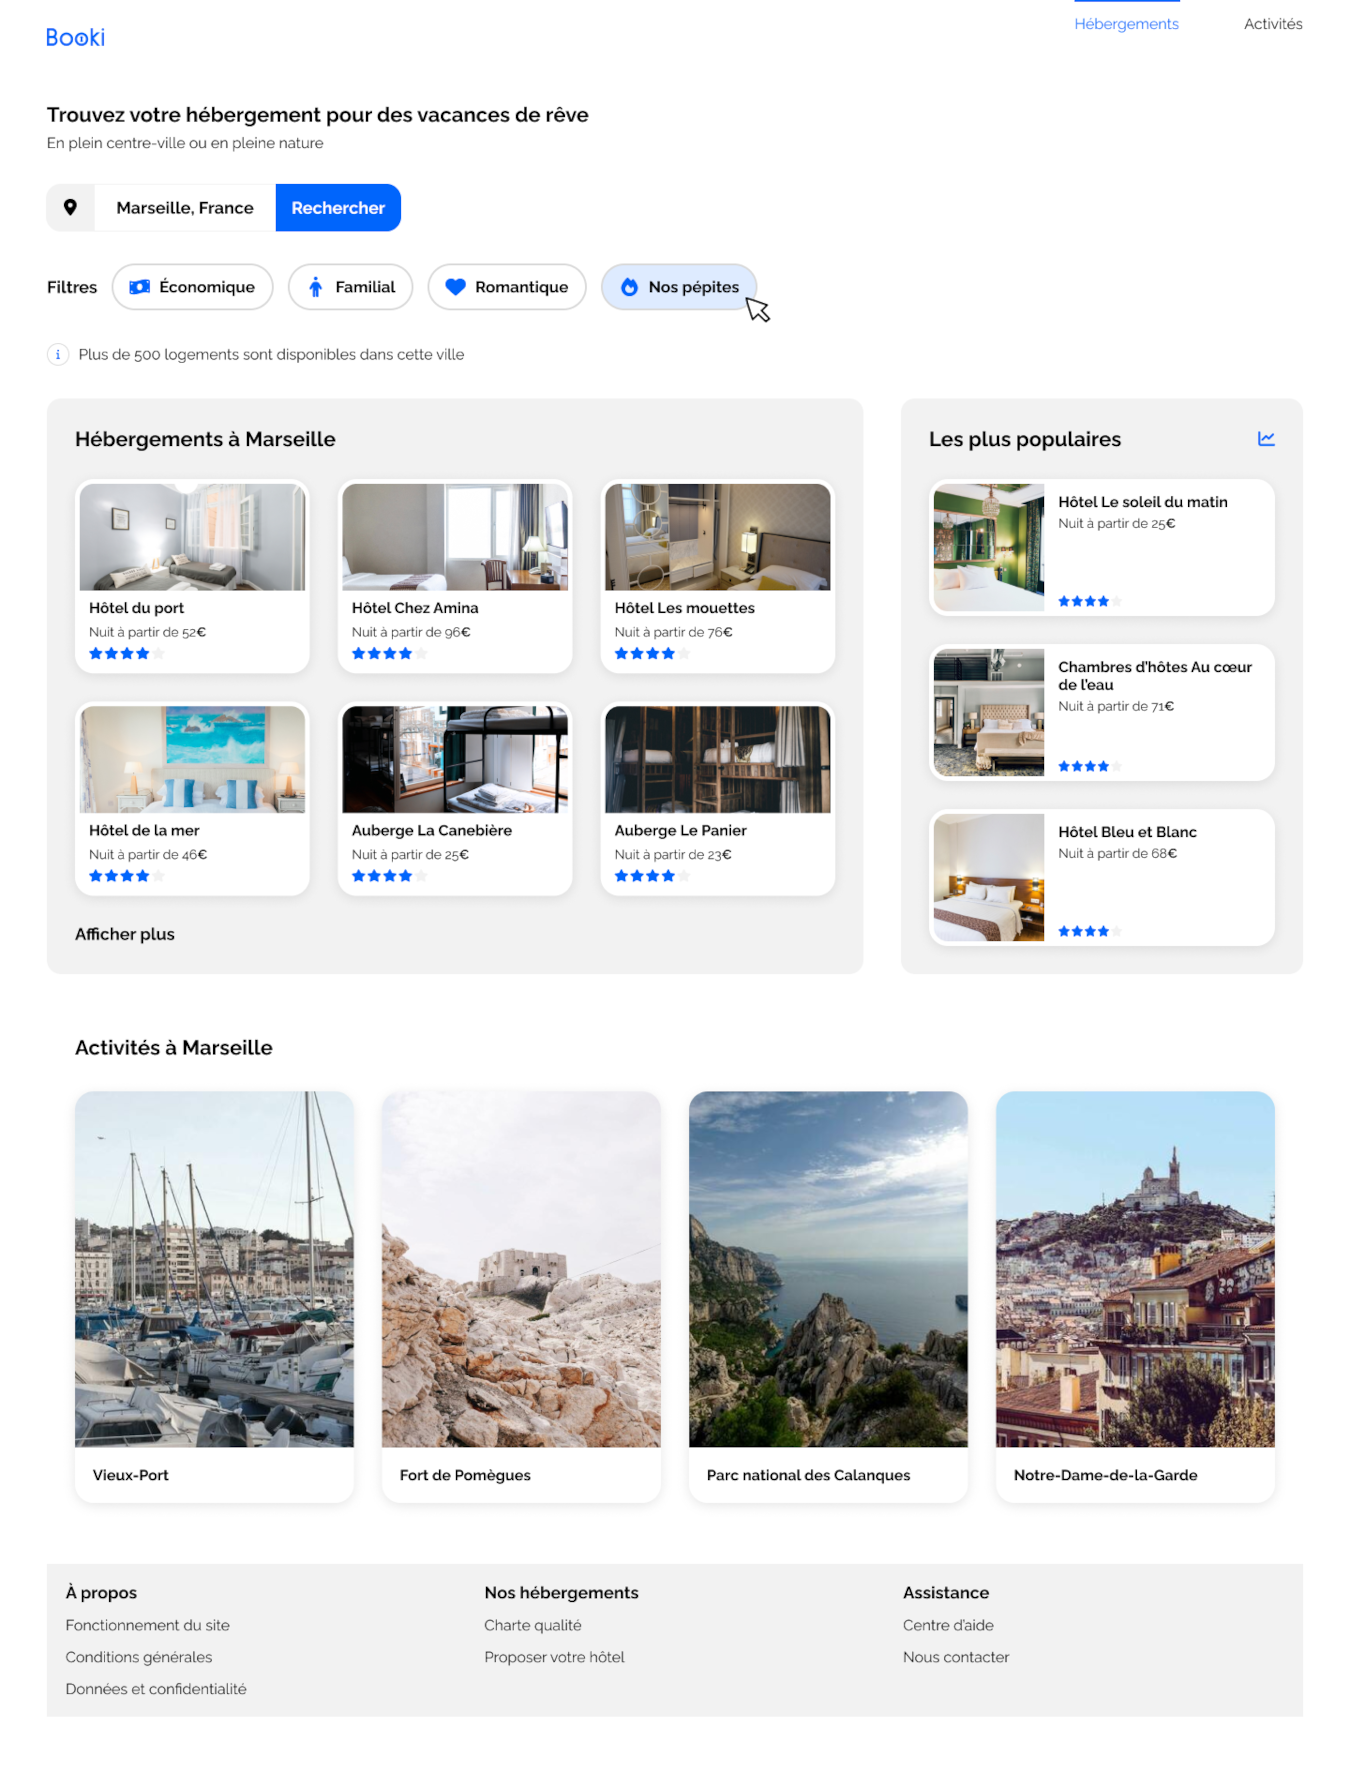 Booki
Hébergements
Activités
Trouvez votre hébergement pour des vacances de rêve
En plein centre-ville ou en pleine nature
Marseille, France
Rechercher
Filtres
Économique
Familial
Romantique
Nos pépites
i Plus de 500 logements sont disponibles dans cette ville
Hébergements à Marseille
Hôtel du port
Nuit à partir de 52€
Hôtel Chez Amina
Nuit à partir de 96€
Hôtel Les mouettes
Nuit à partir de 76€
Hôtel de la mer
Nuit à partir de 46€
Auberge La Canebière
Nuit à partir de 25€
Auberge Le Panier
Nuit à partir de 23€
Afficher plus
Les plus populaires
Hôtel Le soleil du matin
Nuit à partir de 25€
Chambres d'hôtes Au cœur
de l'eau
Nuit à partir de 71€
Hôtel Bleu et Blanc
Nuit à partir de 68€
Activités à Marseille
Vieux-Port
Fort de Pomègues
Parc national des Calanques
Notre-Dame-de-la-Garde
À propos
Fonctionnement du site
Conditions générales
Données et confidentialité
Nos hébergements
Charte qualité
Proposer votre hôtel
Assistance
Centre d'aide
Nous contacter